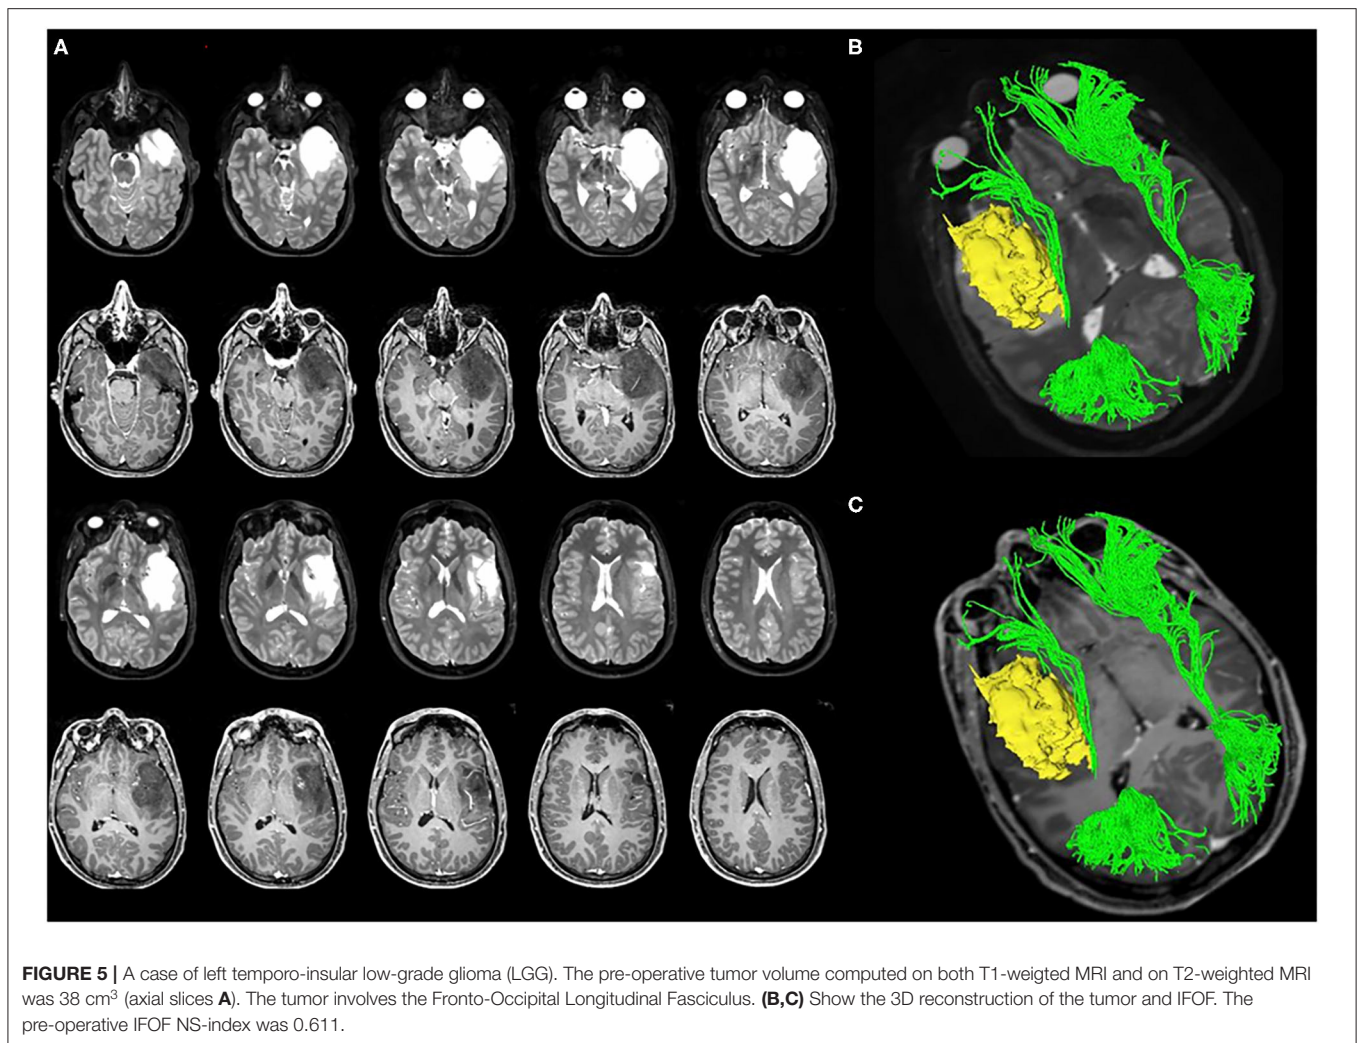 A
B
C
FIGURE 5 | A case of left temporo-insular low-grade glioma (LGG). The pre-operative tumor volume computed on both T1-weigted MRI and on T2-weighted MRI
was 38 cm³ (axial slices A). The tumor involves the Fronto-Occipital Longitudinal Fasciculus. (B,C) Show the 3D reconstruction of the tumor and IFOF. The
pre-operative IFOF NS-index was 0.611.